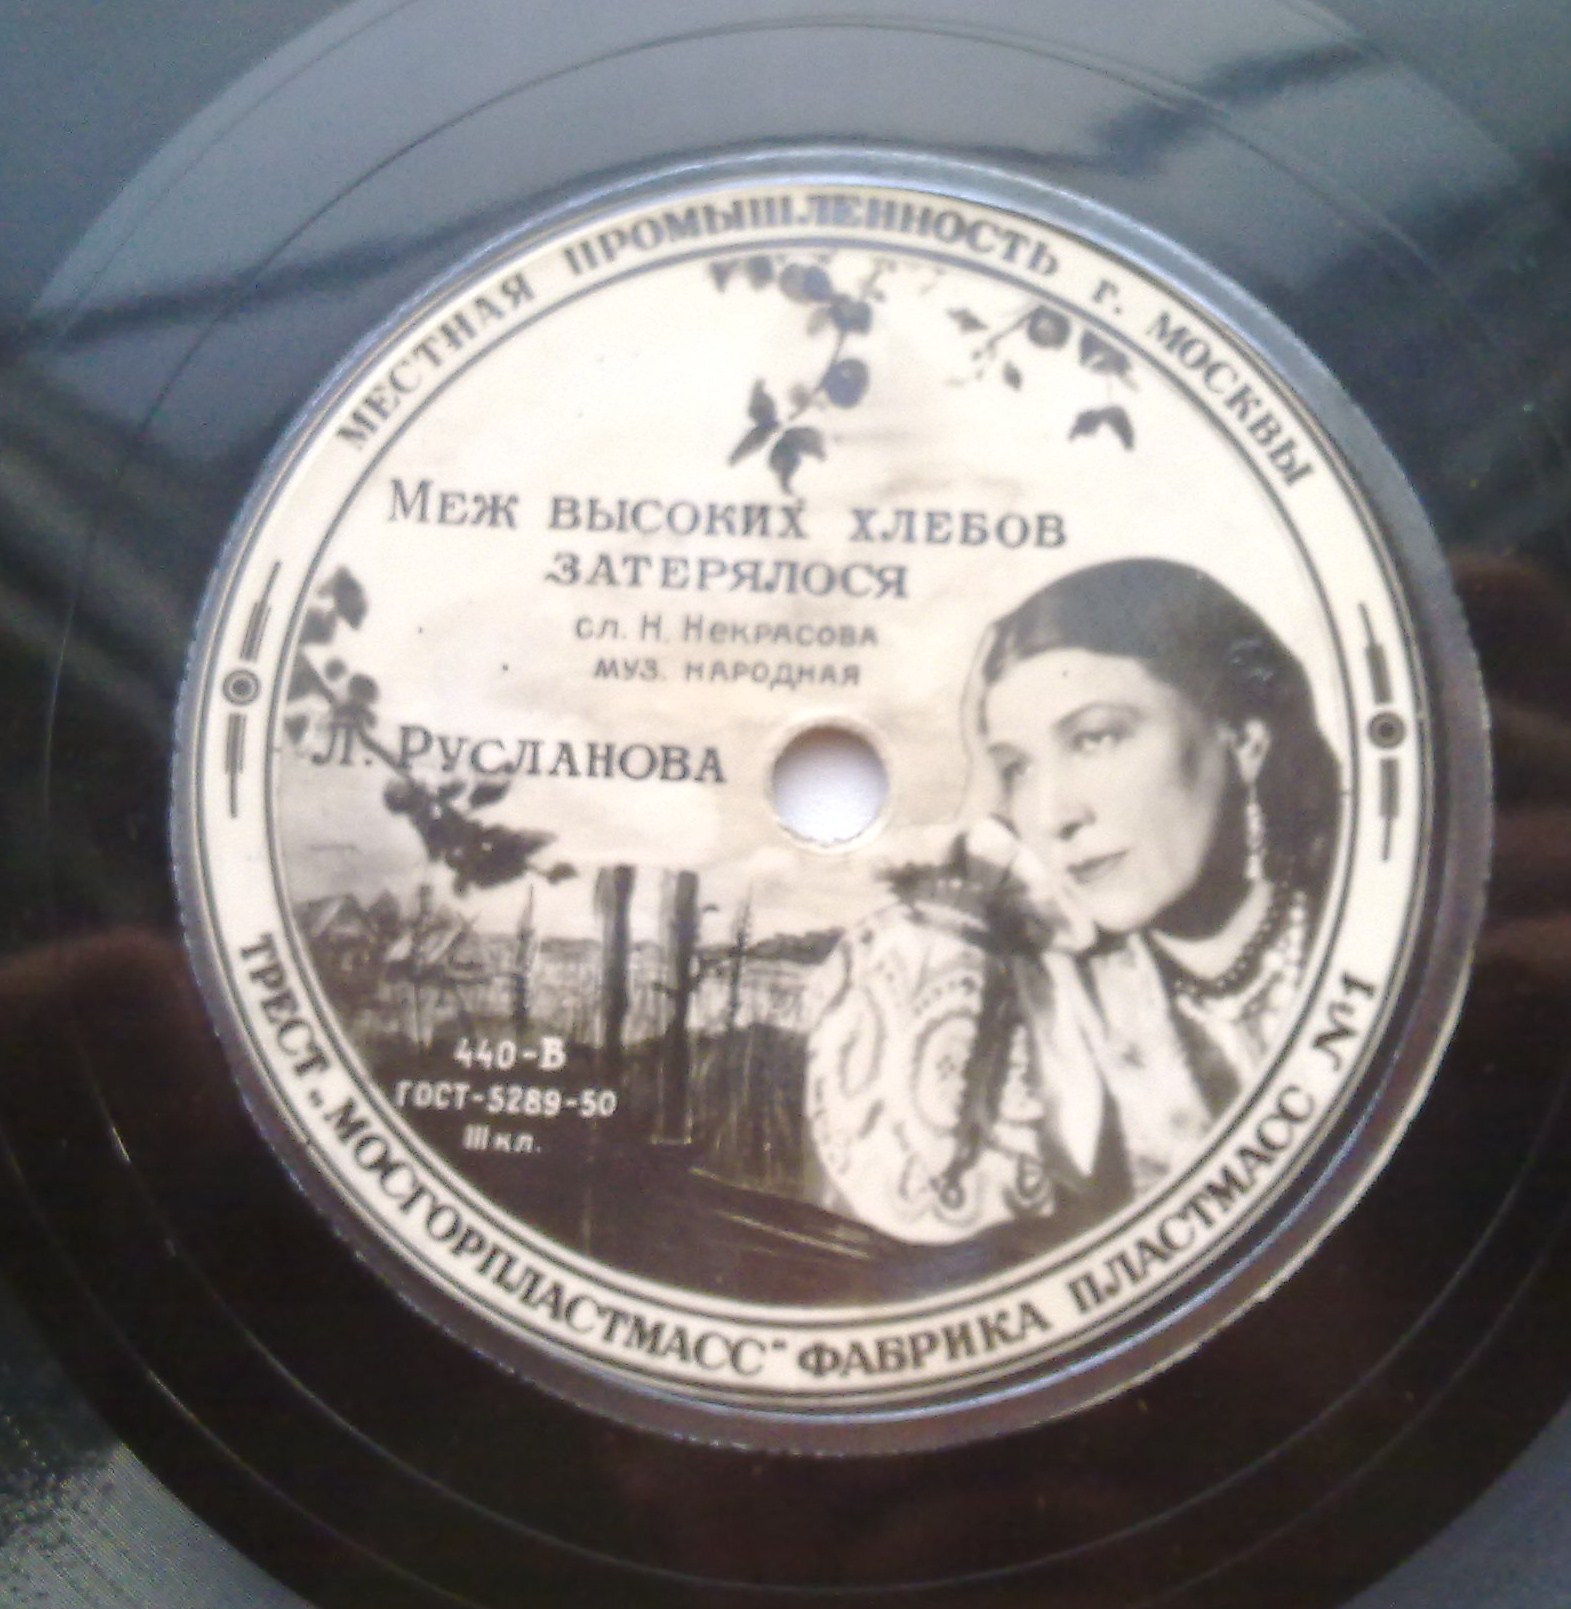 МЕСТНАЯ ПРОМЫШЛЕННОСТЬ г. МОСКВЫ
МЕЖ ВЫСОКИХ ХЛЕБОВ
ЗАТЕРЯЛОСЯ
сл. Н. НЕКРАСОВА
МУЗ. НАРОДНАЯ
Л. РУСЛАНОВА
440-В
ГОСТ-5289-50
III кл.
ТРЕСТ „МОСГОРПЛАСТМАСС" ФАБРИКА ПЛАСТМАСС №1